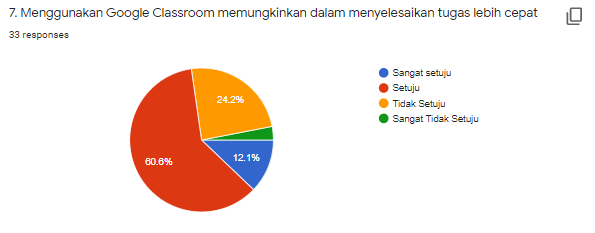 7. Menggunakan Google Classroom memungkinkan dalam menyelesaikan tugas lebih cepat
33 responses
Sangat setuju
Setuju
Tidak Setuju
Sangat Tidak Setuju
24.2%
60.6%
12.1%